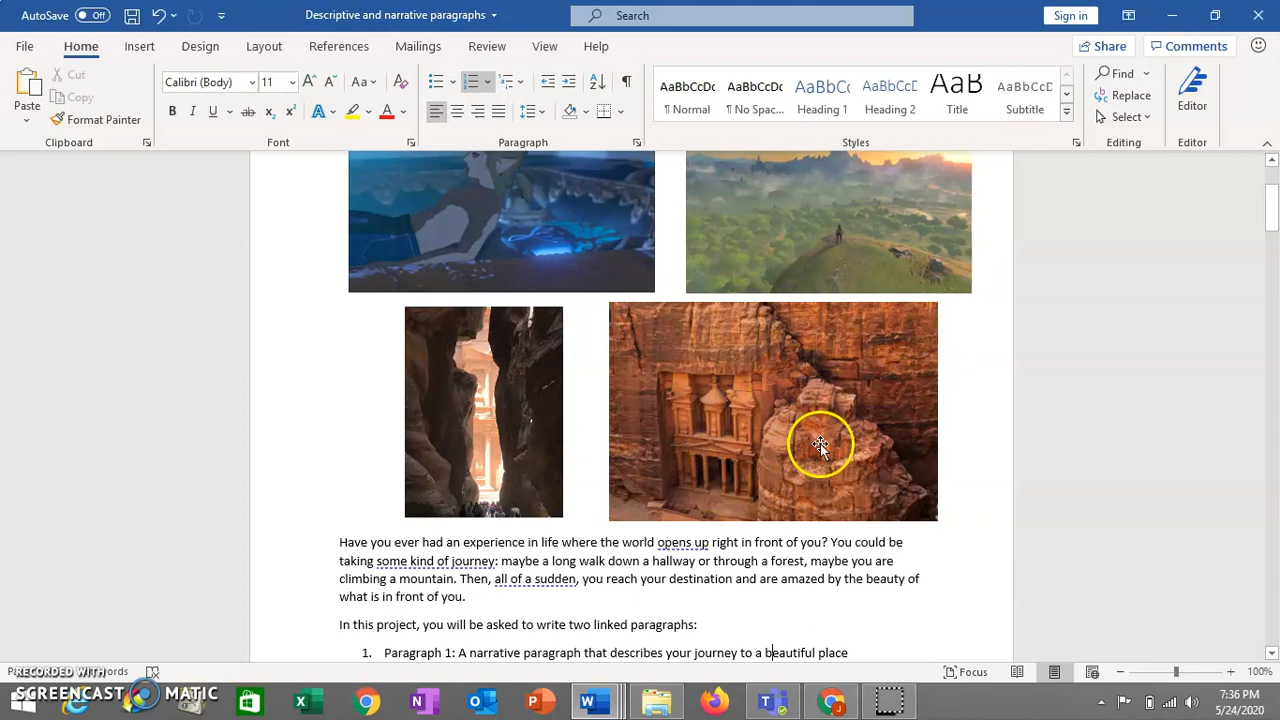 AutoSave Off Descriptive and narrative paragraphs Search Sign in
File Home Insert Design Layout References Mailings Review View Help Share Comments
Paste Cut Copy Format Painter
Calibri (Body) 11
AaBbCcDc AaBbCcDc AaBbC( AaBbCcD AaB AaBbCcD
¶ Normal ¶ No Spac... Heading 1 Heading 2 Title Subtitle
Find Replace Select Editor
Clipboard Font Paragraph Styles Editing Editor
Have you ever had an experience in life where the world opens up right in front of you? You could be
taking some kind of journey: maybe a long walk down a hallway or through a forest, maybe you are
climbing a mountain. Then, all of a sudden, you reach your destination and are amazed by the beauty of
what is in front of you.
In this project, you will be asked to write two linked paragraphs:
1. Paragraph 1: A narrative paragraph that describes your journey to a beautiful place
RECORDED WITH
SCREENCAST MATIC
Focus 100%
7:36 PM
5/24/2020